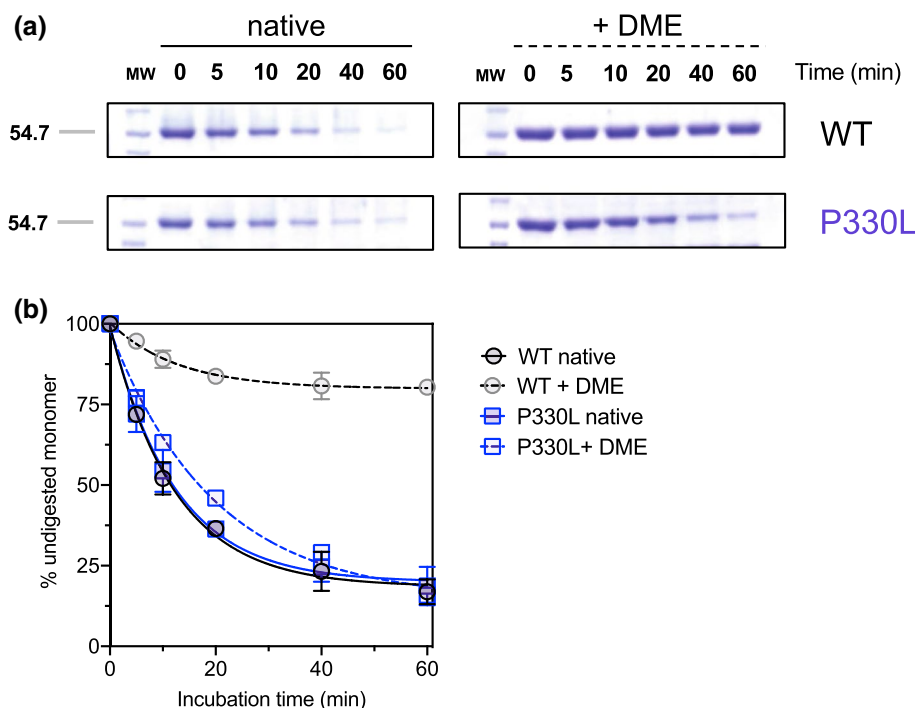 (a)
native
+ DME
MW 0 5 10 20 40 60 MW 0 5 10 20 40 60 Time (min)
54.7 WT
54.7 P330L
(b)
100
75
50
25
0
% undigested monomer
0 20 40 60
Incubation time (min)
WT native
WT + DME
P330L native
P330L+ DME